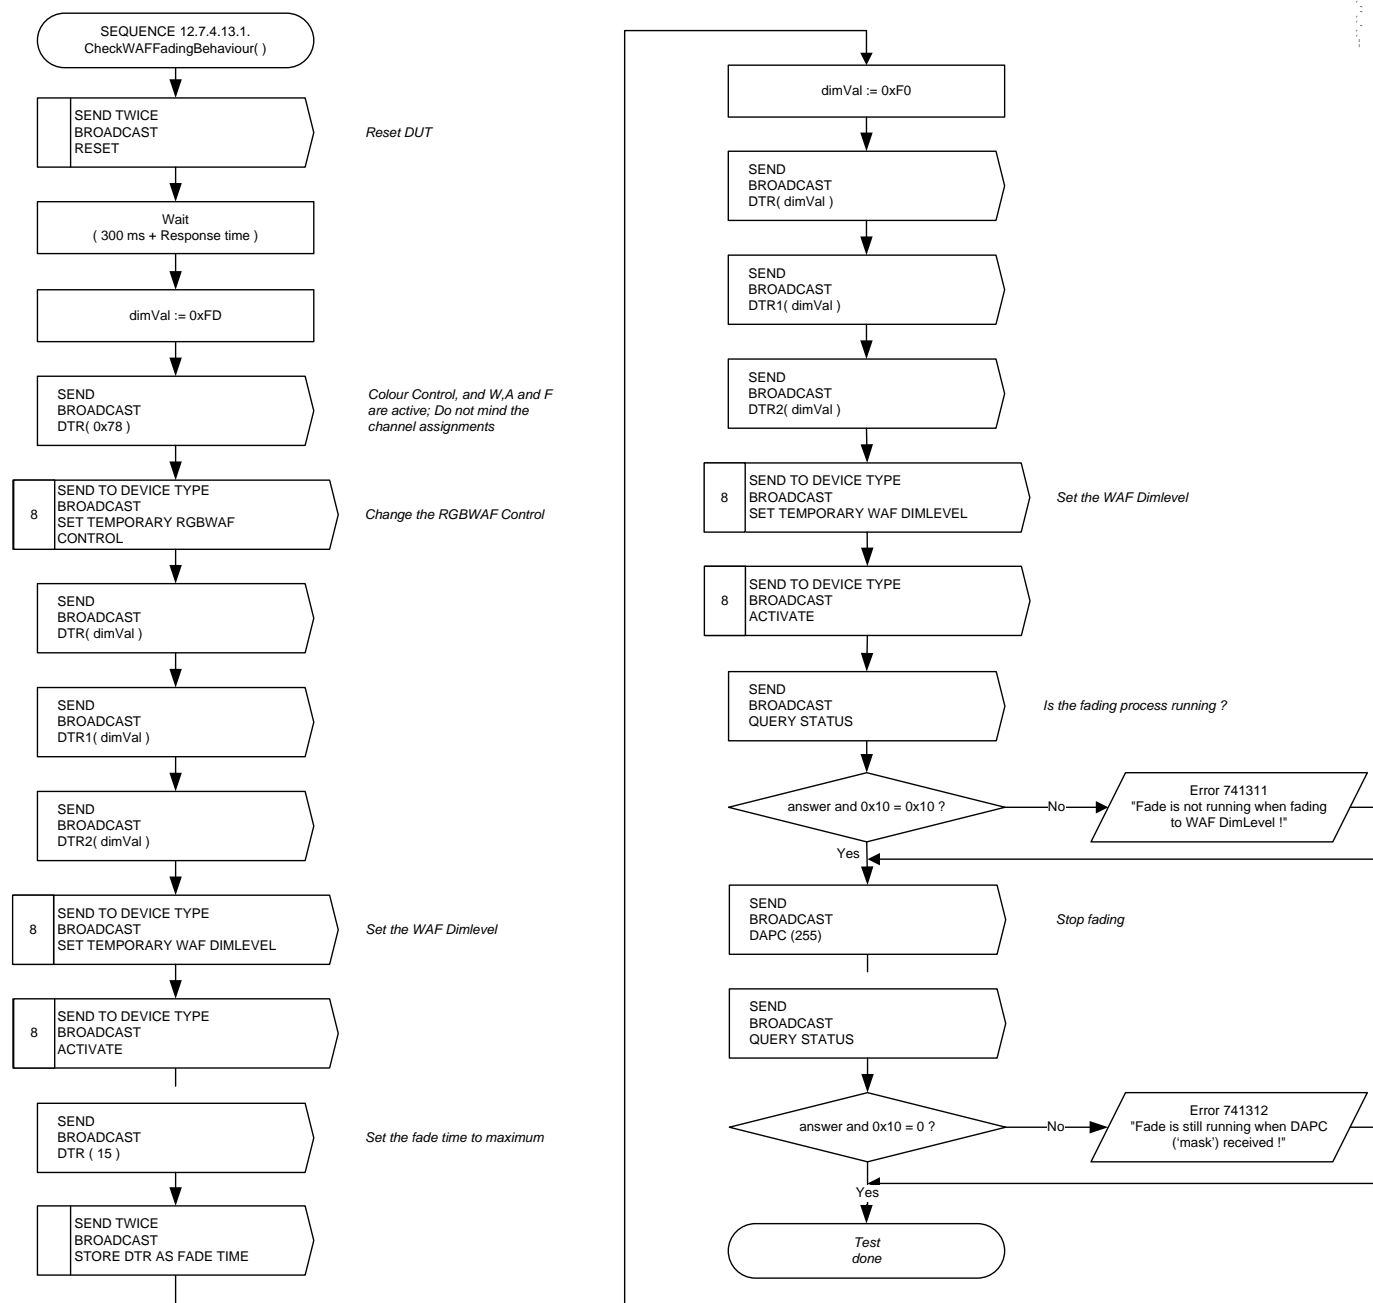 SEQUENCE 12.7.4.13.1.
CheckWAFFadingBehaviour( )
SEND TWICE
BROADCAST
RESET
Reset DUT
Wait
( 300 ms + Response time )
dimVal := 0xFD
SEND
BROADCAST
DTR( 0x78 )
Colour Control, and W,A and F
are active; Do not mind the
channel assignments
8
SEND TO DEVICE TYPE
BROADCAST
SET TEMPORARY RGBWAF
CONTROL
Change the RGBWAF Control
SEND
BROADCAST
DTR( dimVal )
SEND
BROADCAST
DTR1( dimVal )
SEND
BROADCAST
DTR2( dimVal )
8
SEND TO DEVICE TYPE
BROADCAST
SET TEMPORARY WAF DIMLEVEL
Set the WAF Dimlevel
8
SEND TO DEVICE TYPE
BROADCAST
ACTIVATE
SEND
BROADCAST
DTR ( 15 )
Set the fade time to maximum
SEND TWICE
BROADCAST
STORE DTR AS FADE TIME
dimVal := 0xF0
SEND
BROADCAST
DTR( dimVal )
SEND
BROADCAST
DTR1( dimVal )
SEND
BROADCAST
DTR2( dimVal )
8
SEND TO DEVICE TYPE
BROADCAST
SET TEMPORARY WAF DIMLEVEL
Set the WAF Dimlevel
8
SEND TO DEVICE TYPE
BROADCAST
ACTIVATE
SEND
BROADCAST
QUERY STATUS
Is the fading process running ?
answer and 0x10 = 0x10 ?
No
Error 741311
"Fade is not running when fading
to WAF DimLevel !"
Yes
SEND
BROADCAST
DAPC (255)
Stop fading
SEND
BROADCAST
QUERY STATUS
answer and 0x10 = 0 ?
No
Error 741312
"Fade is still running when DAPC
(‘mask’) received !"
Yes
Test
done